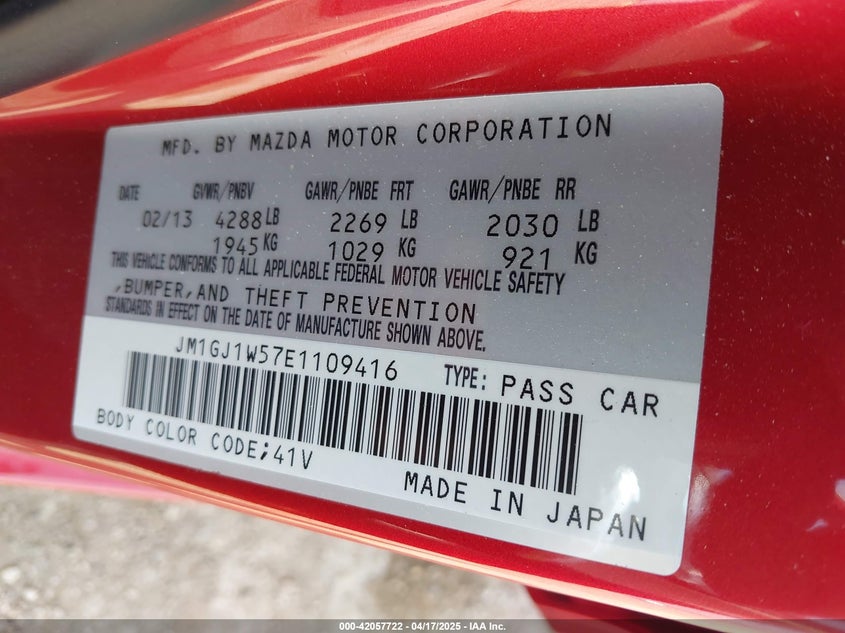 MFD. BY MAZDA MOTOR CORPORATION
DATE GVWR/PNBV GAWR/PNBE FRT GAWR/PNBE RR
02/13 4288 LB 2269 LB 2030 LB
1945 KG 1029 KG 921 KG
THIS VEHICLE CONFORMS TO ALL APPLICABLE FEDERAL MOTOR VEHICLE SAFETY
,BUMPER,AND THEFT PREVENTION
STANDARDS IN EFFECT ON THE DATE OF MANUFACTURE SHOWN ABOVE.
JM1GJ1W57E1109416 TYPE: PASS CAR
BODY COLOR CODE;41V
MADE IN JAPAN
000-42057722 - 04/17/2025 - IAA Inc.